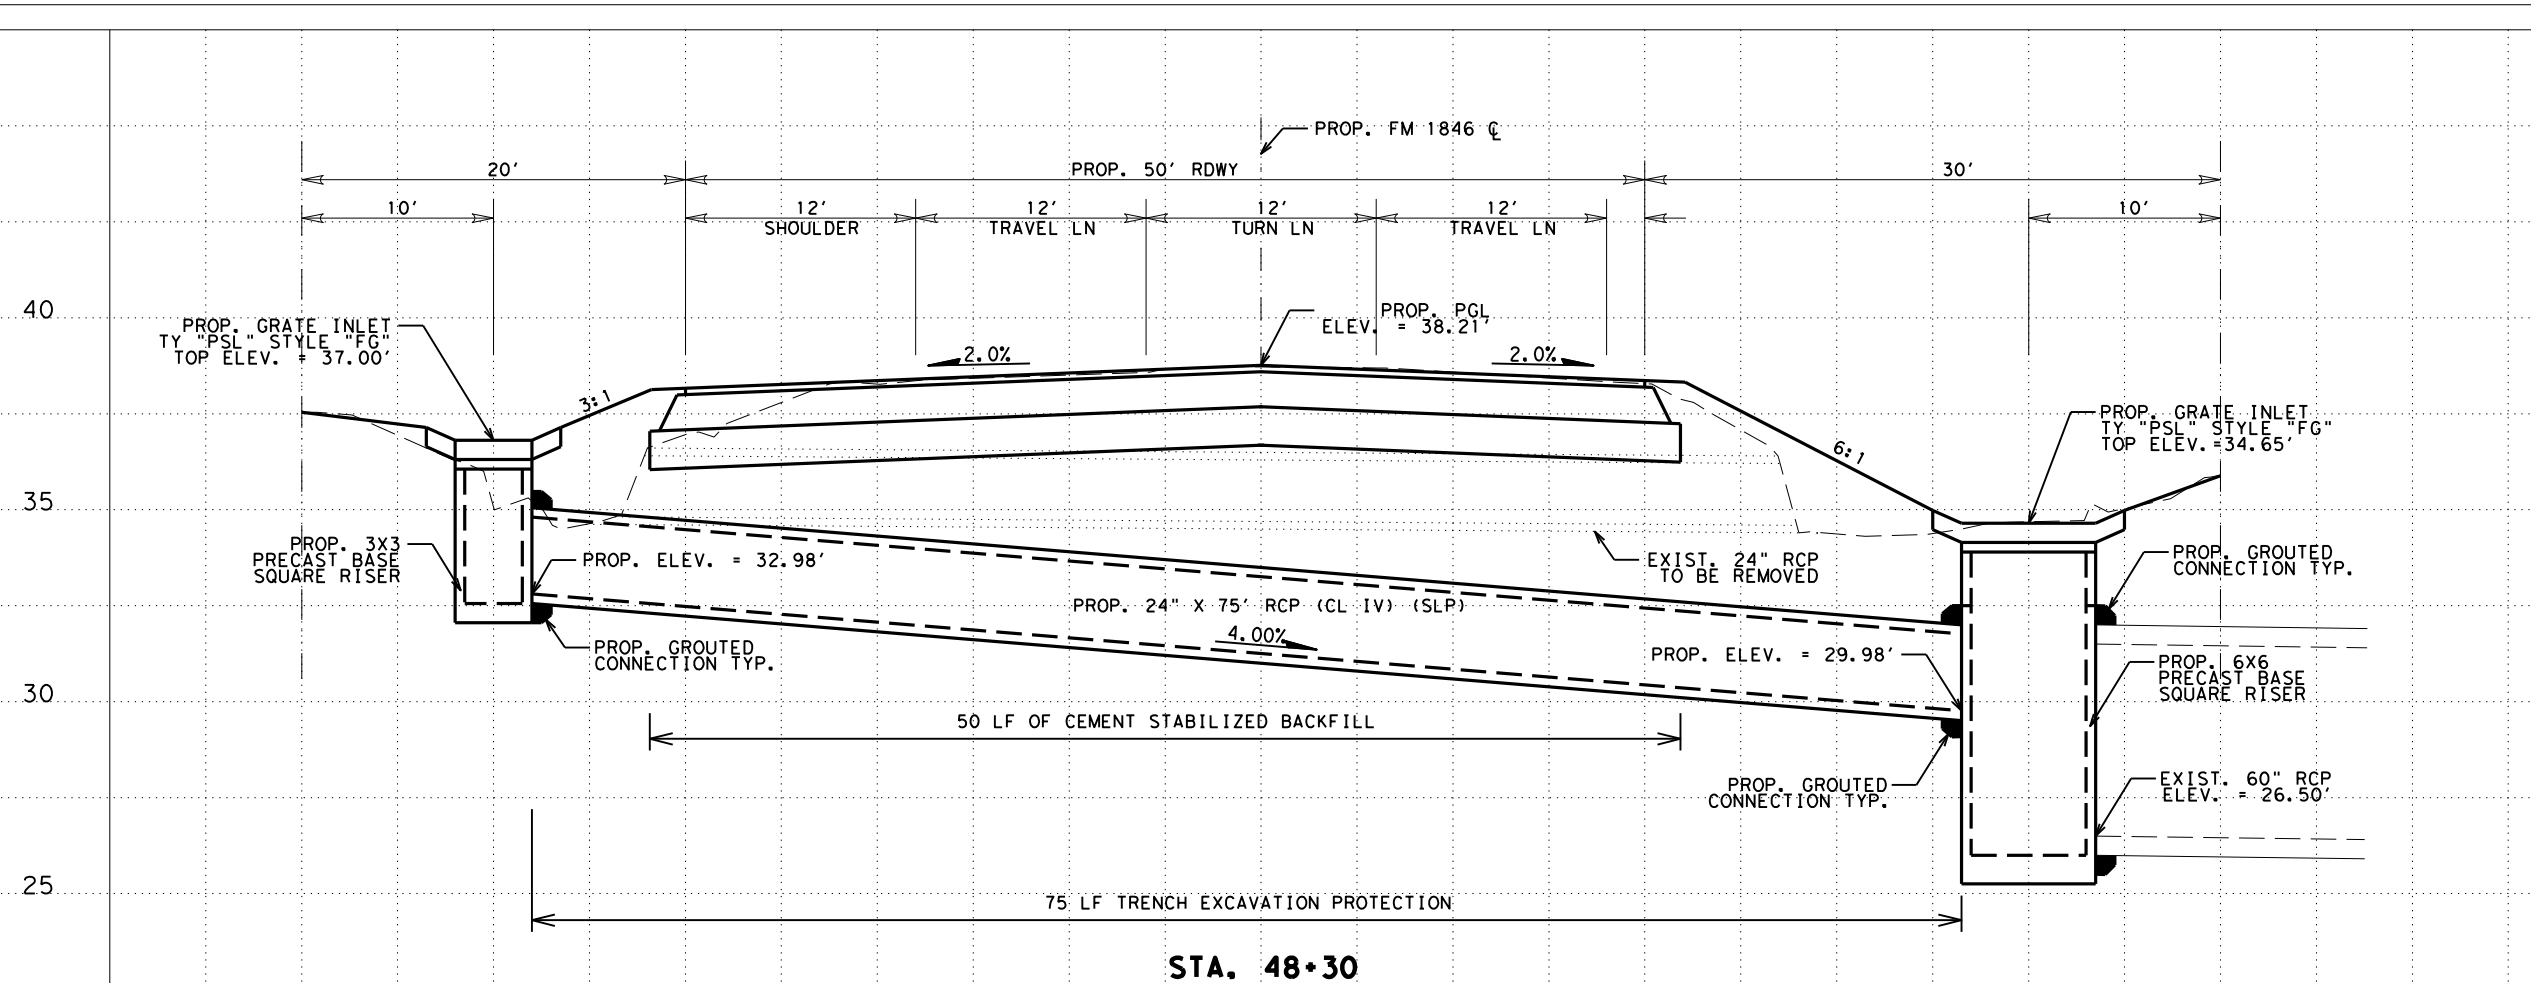 PROP. FM 1846 ℄
20'
PROP. 50' RDWY
30'
10'
12'
SHOULDER
12'
TRAVEL LN
12'
TURN LN
12'
TRAVEL LN
10'
40
PROP. GRATE INLET
TY "PSL" STYLE "FG"
TOP ELEV. = 37.00'
PROP. PGL
ELEV. = 38.21'
2.0%
2.0%
3:1
6:1
PROP. GRATE INLET
TY "PSL" STYLE "FG"
TOP ELEV.=34.65'
35
PROP. 3X3
PRECAST BASE
SQUARE RISER
PROP. ELEV. = 32.98'
EXIST. 24" RCP
TO BE REMOVED
PROP. GROUTED
CONNECTION TYP.
PROP. 24" X 75' RCP (CL IV) (SLP)
4.00%
PROP. GROUTED
CONNECTION TYP.
PROP. ELEV. = 29.98'
PROP. 6X6
PRECAST BASE
SQUARE RISER
30
50 LF OF CEMENT STABILIZED BACKFILL
PROP. GROUTED
CONNECTION TYP.
EXIST. 60" RCP
ELEV. = 26.50'
25
75 LF TRENCH EXCAVATION PROTECTION
STA. 48+30